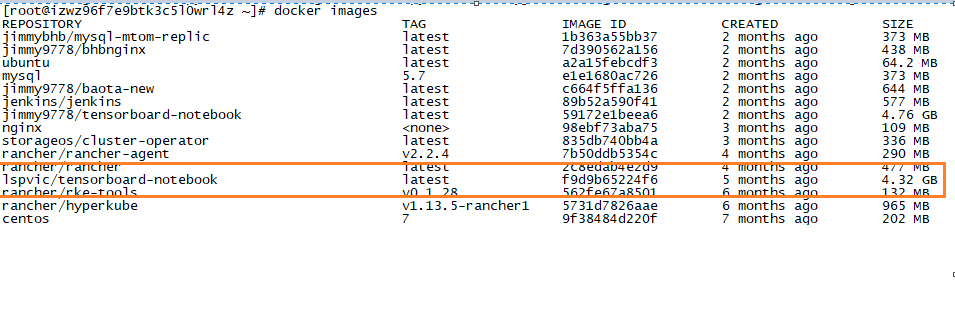 [root@izwz96f7e9btk3c5l0wrl4z ~]# docker images
REPOSITORY TAG IMAGE ID CREATED SIZE
jimmybhb/mysql-mtom-replic latest 1b363a55bb37 2 months ago 373 MB
jimmy9778/bhbnginx latest 7d390562a156 2 months ago 438 MB
ubuntu latest a2a15febcdf3 2 months ago 64.2 MB
mysql 5.7 e1e1680ac726 2 months ago 373 MB
jimmy9778/baota-new latest c664f5ffa136 2 months ago 644 MB
jenkins/jenkins latest 89b52a590f41 2 months ago 577 MB
jimmy9778/tensorboard-notebook latest 59172e1beea6 2 months ago 4.76 GB
nginx <none> 98ebf73aba75 3 months ago 109 MB
storageos/cluster-operator latest 835db740bb4a 3 months ago 336 MB
rancher/rancher-agent v2.2.4 7b50ddb5354c 4 months ago 290 MB
rancher/rancher latest 2c8edab4e2d9 4 months ago 477 MB
lspvic/tensorboard-notebook latest f9d9b65224f6 5 months ago 4.32 GB
rancher/rke-tools v0.1.28 562fe67a8501 6 months ago 132 MB
rancher/hyperkube v1.13.5-rancher1 5731d7826aae 6 months ago 965 MB
centos 7 9f38484d220f 7 months ago 202 MB